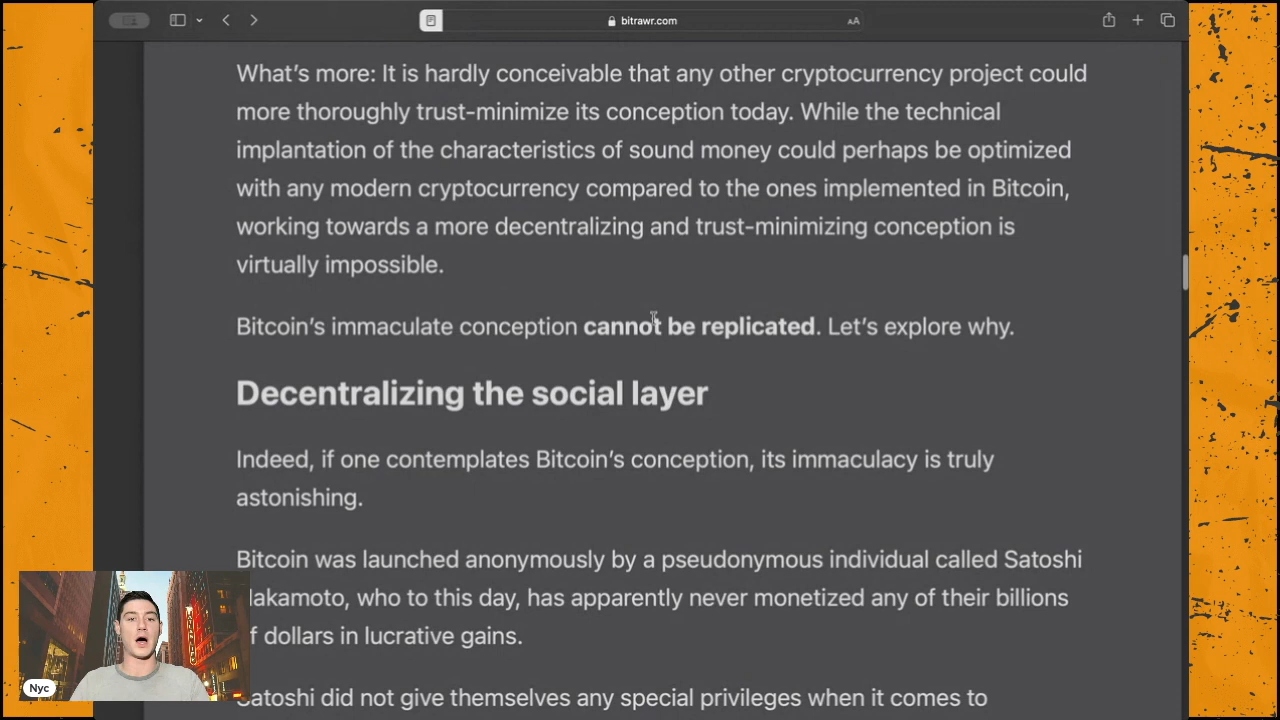 bitrawr.com
AA
What's more: It is hardly conceivable that any other cryptocurrency project could
more thoroughly trust-minimize its conception today. While the technical
implantation of the characteristics of sound money could perhaps be optimized
with any modern cryptocurrency compared to the ones implemented in Bitcoin,
working towards a more decentralizing and trust-minimizing conception is
virtually impossible.
Bitcoin's immaculate conception cannot be replicated. Let's explore why.
Decentralizing the social layer
Indeed, if one contemplates Bitcoin's conception, its immaculacy is truly
astonishing.
Bitcoin was launched anonymously by a pseudonymous individual called Satoshi
lakamoto, who to this day, has apparently never monetized any of their billions
f dollars in lucrative gains.
Satoshi did not give themselves any special privileges when it comes to
Nyc